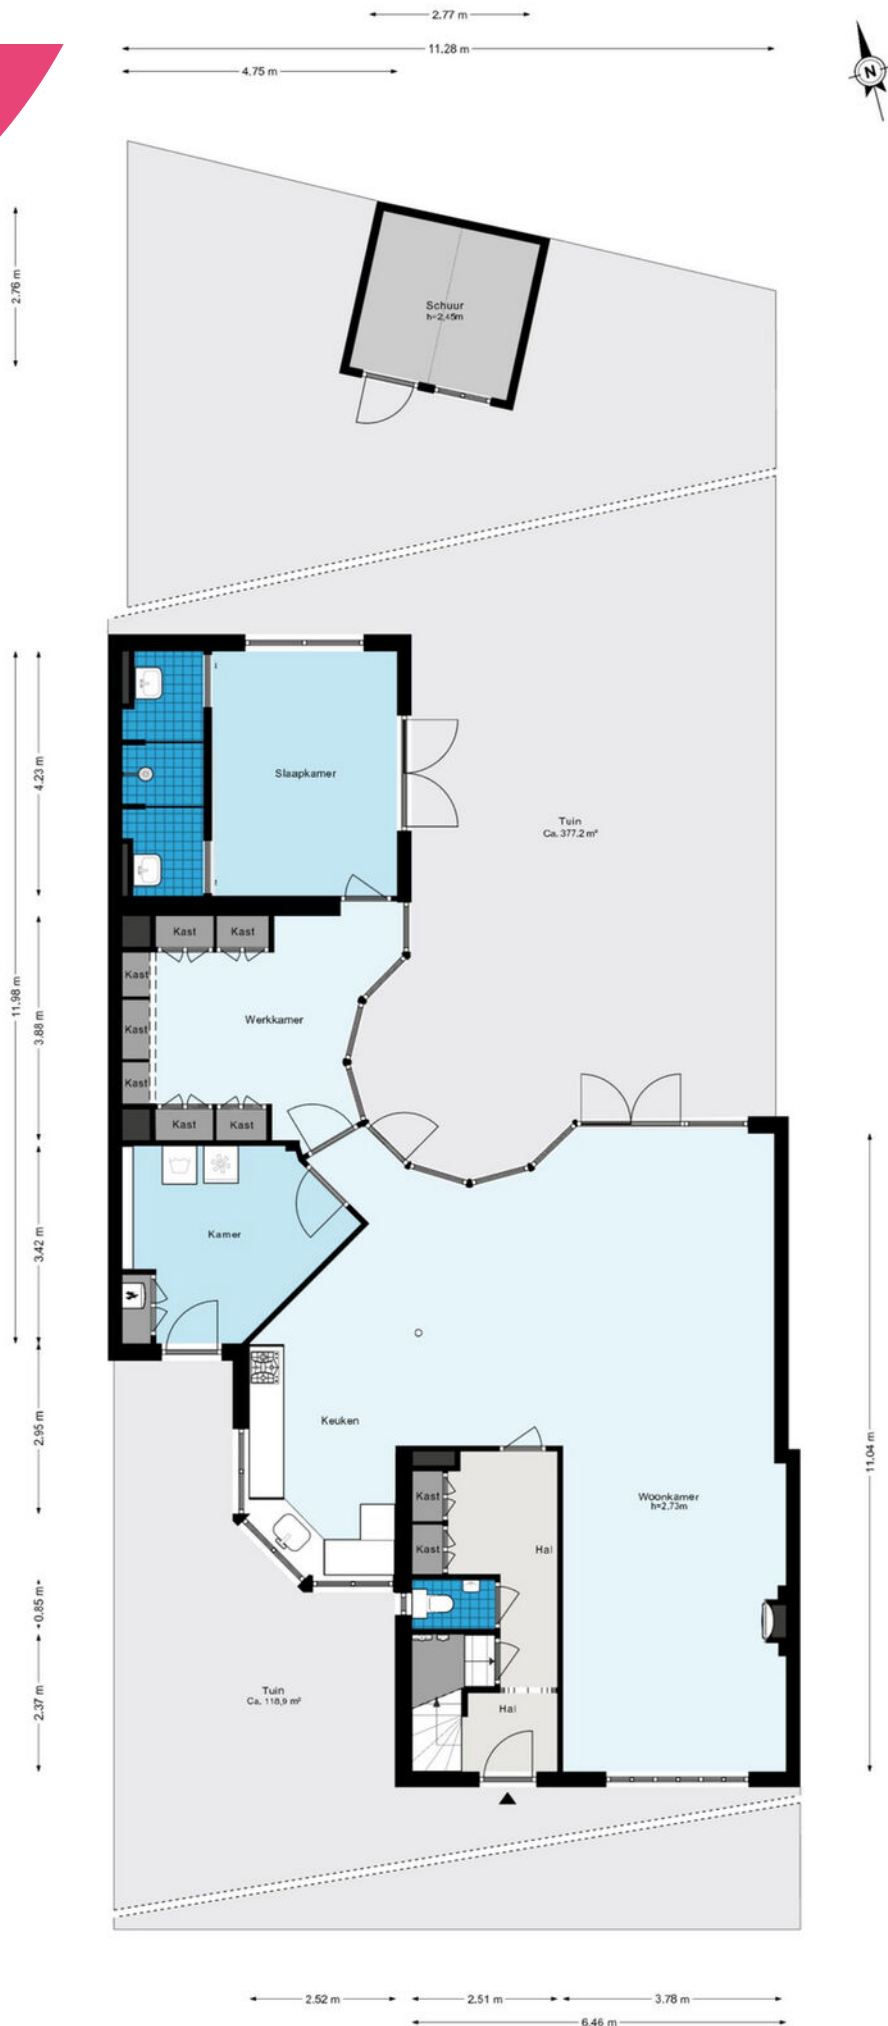 2.77 m
11.28 m
4.75 m
N
2.76 m
Schuur
h=2,45m
4.23 m
Slaapkamer
Tuin
Ca. 377,2 m²
11.98 m
3.88 m
Kast
Kast
Kast
Werkkamer
Kast
Kast
Kast
Kast
3.42 m
Kamer
2.95 m
Keuken
11.04 m
Kast
Woonkamer
h=2,73m
Kast
Hal
0.85 m
Tuin
Ca. 118,9 m²
2.37 m
Hal
2.52 m
2.51 m
3.78 m
6.46 m